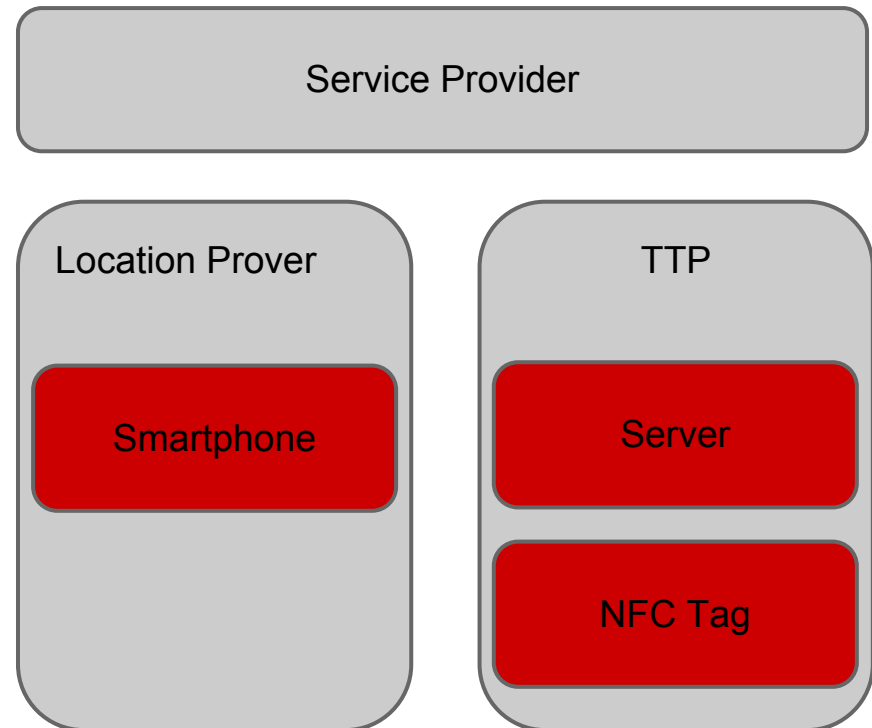 Service Provider
Location Prover
TTP
Smartphone
Server
NFC Tag